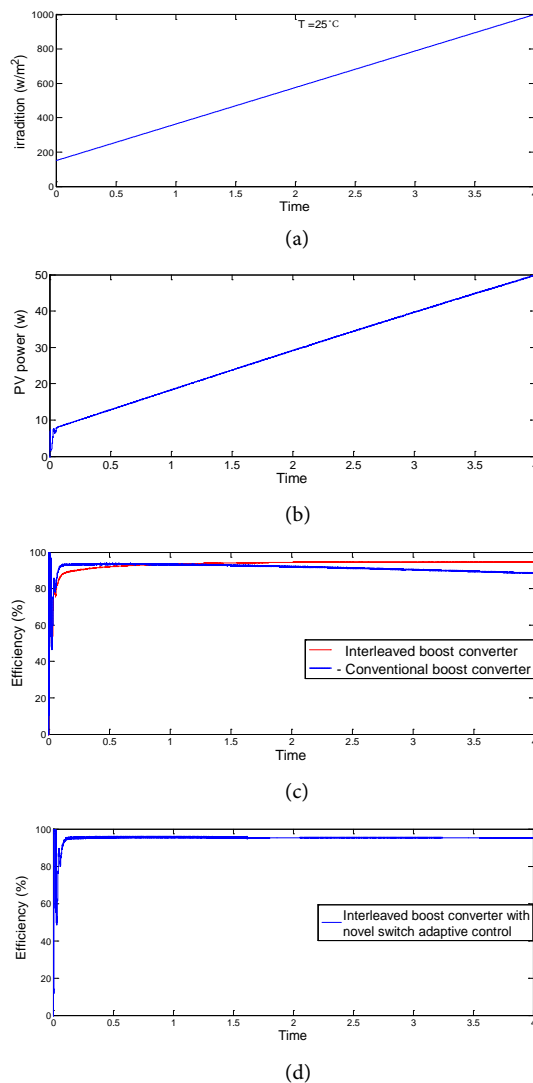 T =25°C
1000
800
600
400
200
0
irradition (w/m²)
0 0.5 1 1.5 2 2.5 3 3.5 4
Time
(a)
50
40
30
20
10
0
PV power (w)
0 0.5 1 1.5 2 2.5 3 3.5 4
Time
(b)
100
80
60
40
20
0
Efficiency (%)
Interleaved boost converter
- Conventional boost converter
0 0.5 1 1.5 2 2.5 3 3.5 4
Time
(c)
100
80
60
40
20
0
Efficiency (%)
Interleaved boost converter with
novel switch adaptive control
0 0.5 1 1.5 2 2.5 3 3.5 4
Time
(d)